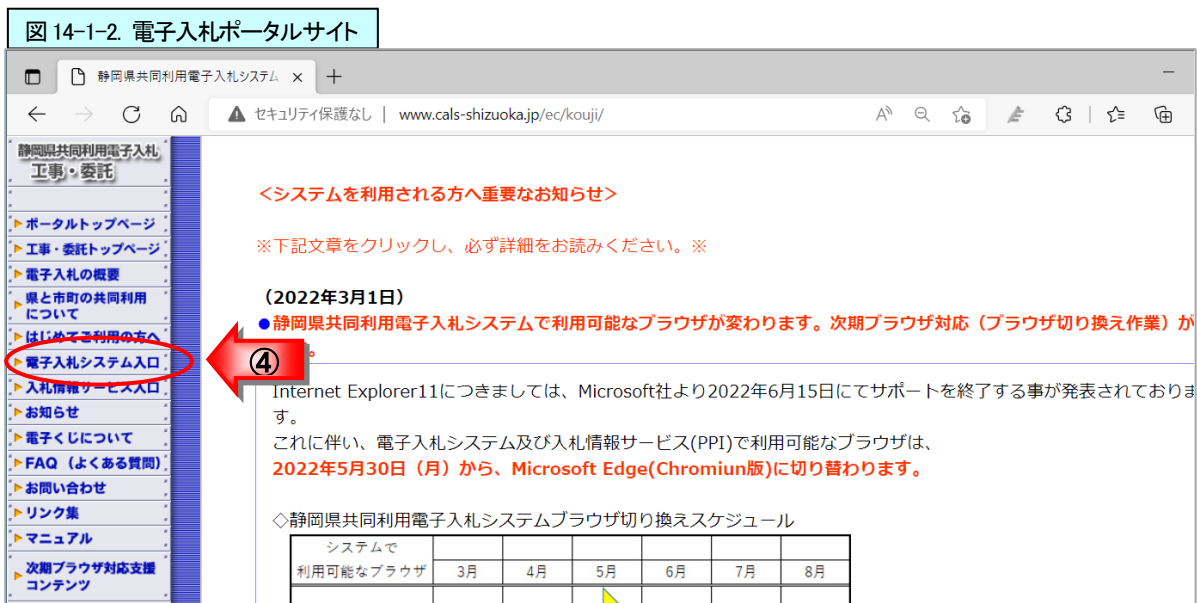 図 14-1-2. 電子入札ポータルサイト
静岡県共同利用電子入札システム
セキュリティ保護なし | www.cals-shizuoka.jp/ec/kouji/
静岡県共同利用電子入札
工事・委託
ポータルトップページ
工事・委託トップページ
電子入札の概要
県と市町の共同利用
について
はじめてご利用の方へ
電子入札システム入口
入札情報サービス入口
お知らせ
電子くじについて
FAQ（よくある質問）
お問い合わせ
リンク集
マニュアル
次期ブラウザ対応支援
コンテンツ
④
＜システムを利用される方へ重要なお知らせ＞
※下記文章をクリックし、必ず詳細をお読みください。※
（2022年3月1日）
●静岡県共同利用電子入札システムで利用可能なブラウザが変わります。次期ブラウザ対応（ブラウザ切り換え作業）が
。
Internet Explorer11につきましては、Microsoft社より2022年6月15日にてサポートを終了する事が発表されておりま
す。
これに伴い、電子入札システム及び入札情報サービス(PPI)で利用可能なブラウザは、
2022年5月30日（月）から、Microsoft Edge(Chromiun版)に切り替わります。
◇静岡県共同利用電子入札システムブラウザ切り換えスケジュール
システムで
利用可能なブラウザ 3月 4月 5月 6月 7月 8月